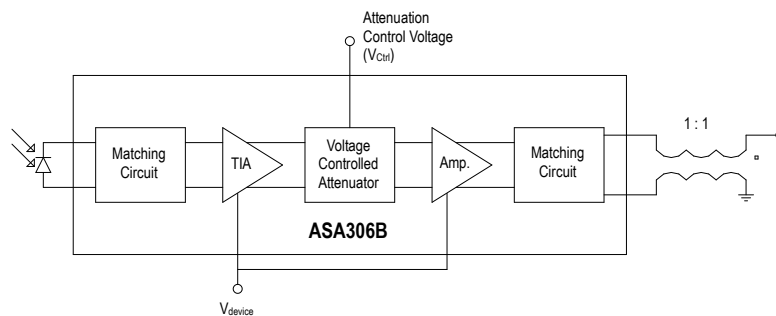 Attenuation
Control Voltage
(VCtrl)
1 : 1
Matching
Circuit
TIA
Voltage
Controlled
Attenuator
Amp.
Matching
Circuit
ASA306B
Vdevice